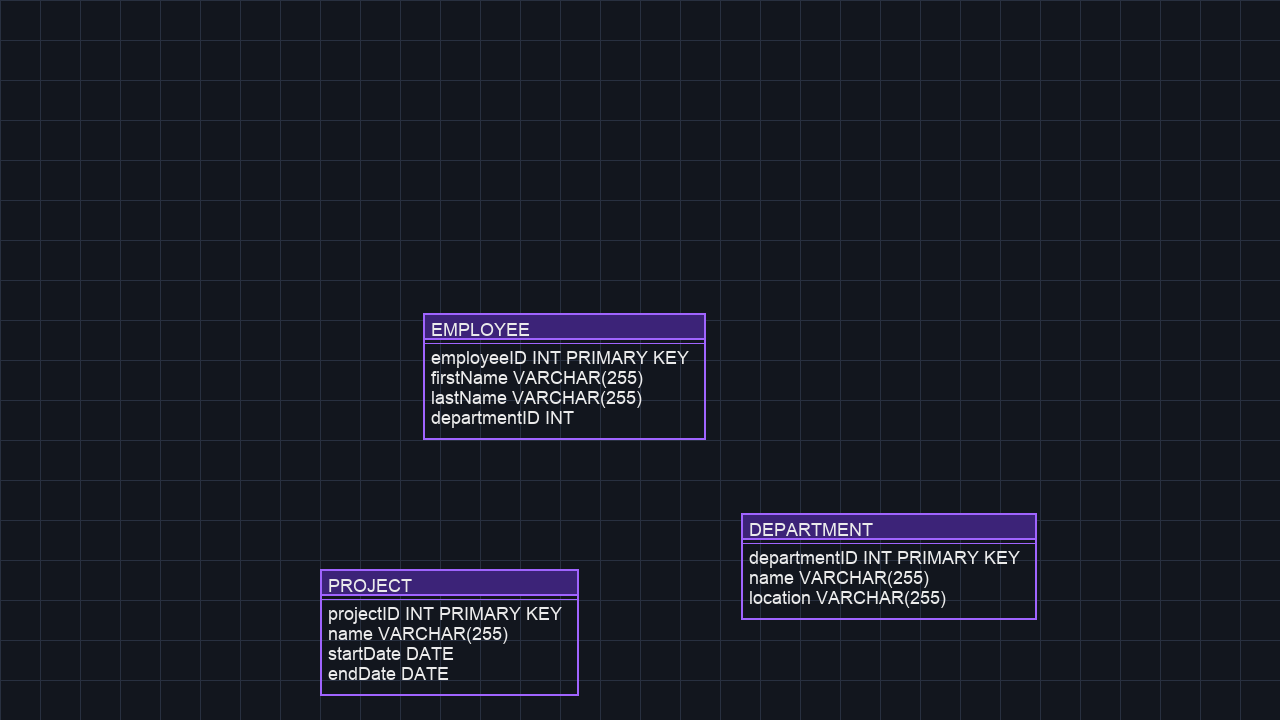 EMPLOYEE
employeeID INT PRIMARY KEY
firstName VARCHAR(255)
lastName VARCHAR(255)
departmentID INT
DEPARTMENT
departmentID INT PRIMARY KEY
name VARCHAR(255)
location VARCHAR(255)
PROJECT
projectID INT PRIMARY KEY
name VARCHAR(255)
startDate DATE
endDate DATE